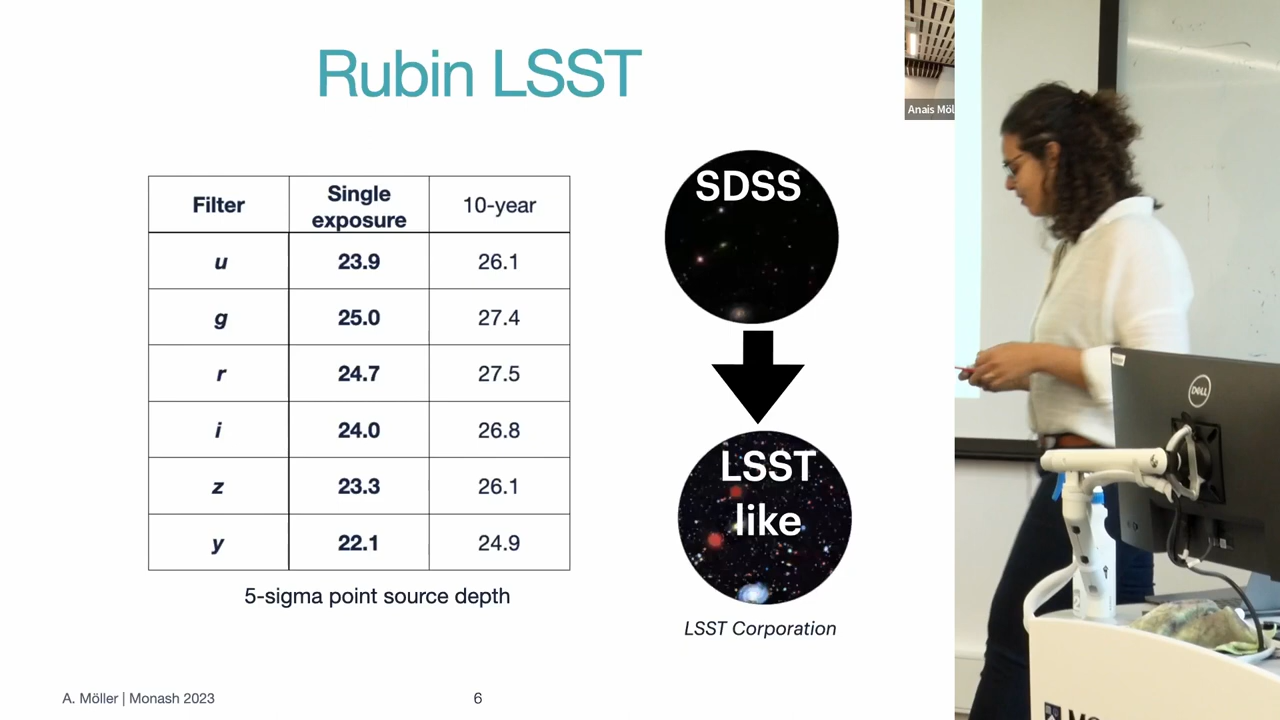 Rubin LSST
Filter Single exposure 10-year
u 23.9 26.1
g 25.0 27.4
r 24.7 27.5
i 24.0 26.8
z 23.3 26.1
y 22.1 24.9
5-sigma point source depth
SDSS
LSST
like
LSST Corporation
A. Möller | Monash 2023
6
Anais Möl
DELL